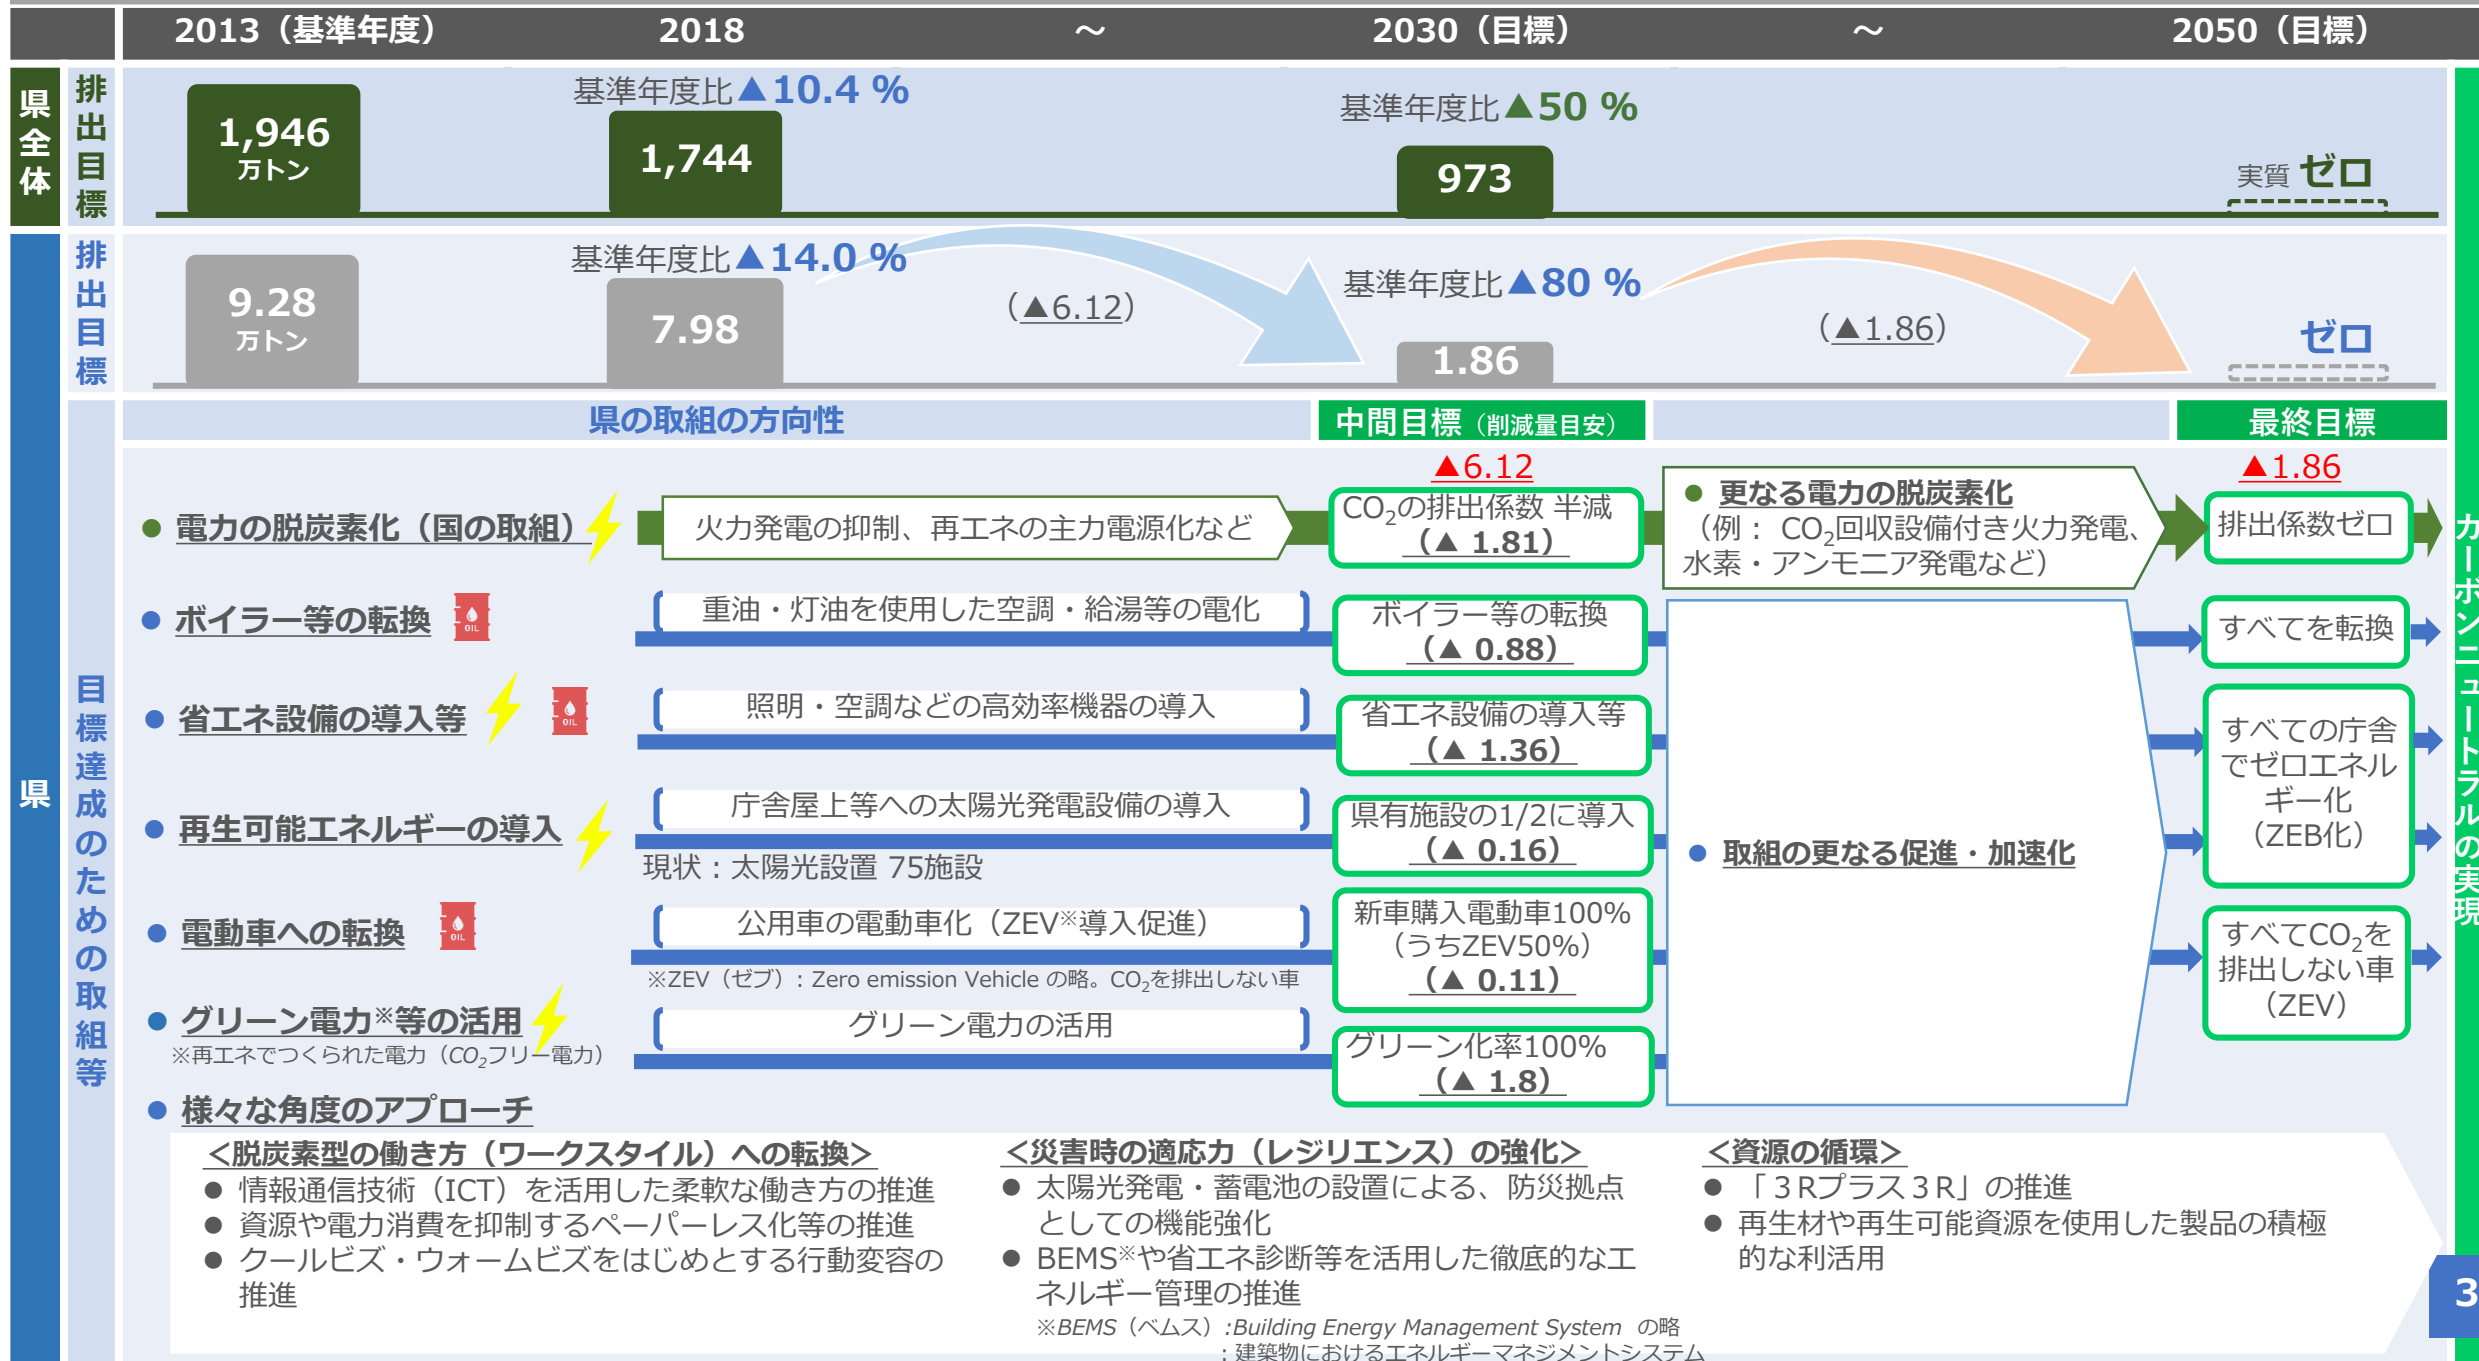 2013（基準年度）
2018
～
2030（目標）
～
2050（目標）
県全体
排出目標
1,946
万トン
基準年度比▲10.4 %
1,744
基準年度比▲50 %
973
実質 ゼロ
県
排出目標
9.28
万トン
基準年度比▲14.0 %
7.98
（▲6.12）
基準年度比▲80 %
1.86
（▲1.86）
ゼロ
目標達成のための取組等
県の取組の方向性
中間目標（削減量目安）
最終目標
▲6.12
▲1.86
● 電力の脱炭素化（国の取組）
火力発電の抑制、再エネの主力電源化など
CO₂の排出係数 半減
（▲ 1.81）
● 更なる電力の脱炭素化
（例： CO₂回収設備付き火力発電、
水素・アンモニア発電など）
排出係数ゼロ
● ボイラー等の転換
OIL
重油・灯油を使用した空調・給湯等の電化
ボイラー等の転換
（▲ 0.88）
すべてを転換
● 省エネ設備の導入等
OIL
照明・空調などの高効率機器の導入
省エネ設備の導入等
（▲ 1.36）
● 再生可能エネルギーの導入
庁舎屋上等への太陽光発電設備の導入
現状：太陽光設置 75施設
県有施設の1/2に導入
（▲ 0.16）
● 取組の更なる促進・加速化
すべての庁舎
でゼロエネル
ギー化
（ZEB化）
● 電動車への転換
OIL
公用車の電動車化（ZEV※導入促進）
※ZEV（ゼブ）: Zero emission Vehicle の略。CO₂を排出しない車
新車購入電動車100%
（うちZEV50%）
（▲ 0.11）
すべてCO₂を
排出しない車
（ZEV）
● グリーン電力※等の活用
※再エネでつくられた電力（CO₂フリー電力）
グリーン電力の活用
グリーン化率100%
（▲ 1.8）
カーボンニュートラルの実現
● 様々な角度のアプローチ
＜脱炭素型の働き方（ワークスタイル）への転換＞
● 情報通信技術（ICT）を活用した柔軟な働き方の推進
● 資源や電力消費を抑制するペーパーレス化等の推進
● クールビズ・ウォームビズをはじめとする行動変容の
推進
＜災害時の適応力（レジリエンス）の強化＞
● 太陽光発電・蓄電池の設置による、防災拠点
としての機能強化
● BEMS※や省エネ診断等を活用した徹底的なエ
ネルギー管理の推進
※BEMS（ベムス）:Building Energy Management System の略
：建築物におけるエネルギーマネジメントシステム
＜資源の循環＞
● 「３Rプラス３R」の推進
● 再生材や再生可能資源を使用した製品の積極
的な利活用
3